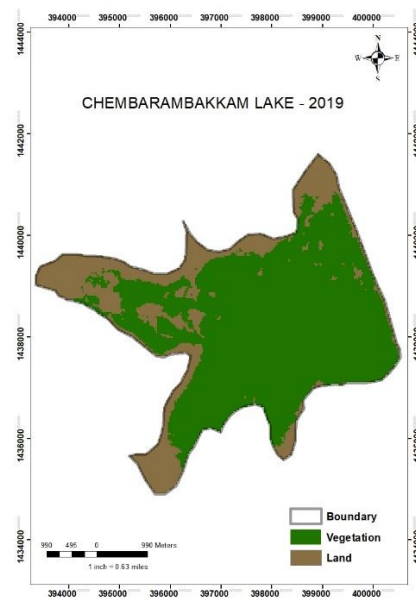 394000 395000 396000 397000 398000 399000 400000
N
W E
S
CHEMBARAMBAKKAM LAKE - 2019
1444000
1442000
1440000
1438000
1436000
1434000
Boundary
Vegetation
Land
990 495 0 990 Meters
1 inch = 0.63 miles
394000 395000 396000 397000 398000 399000 400000